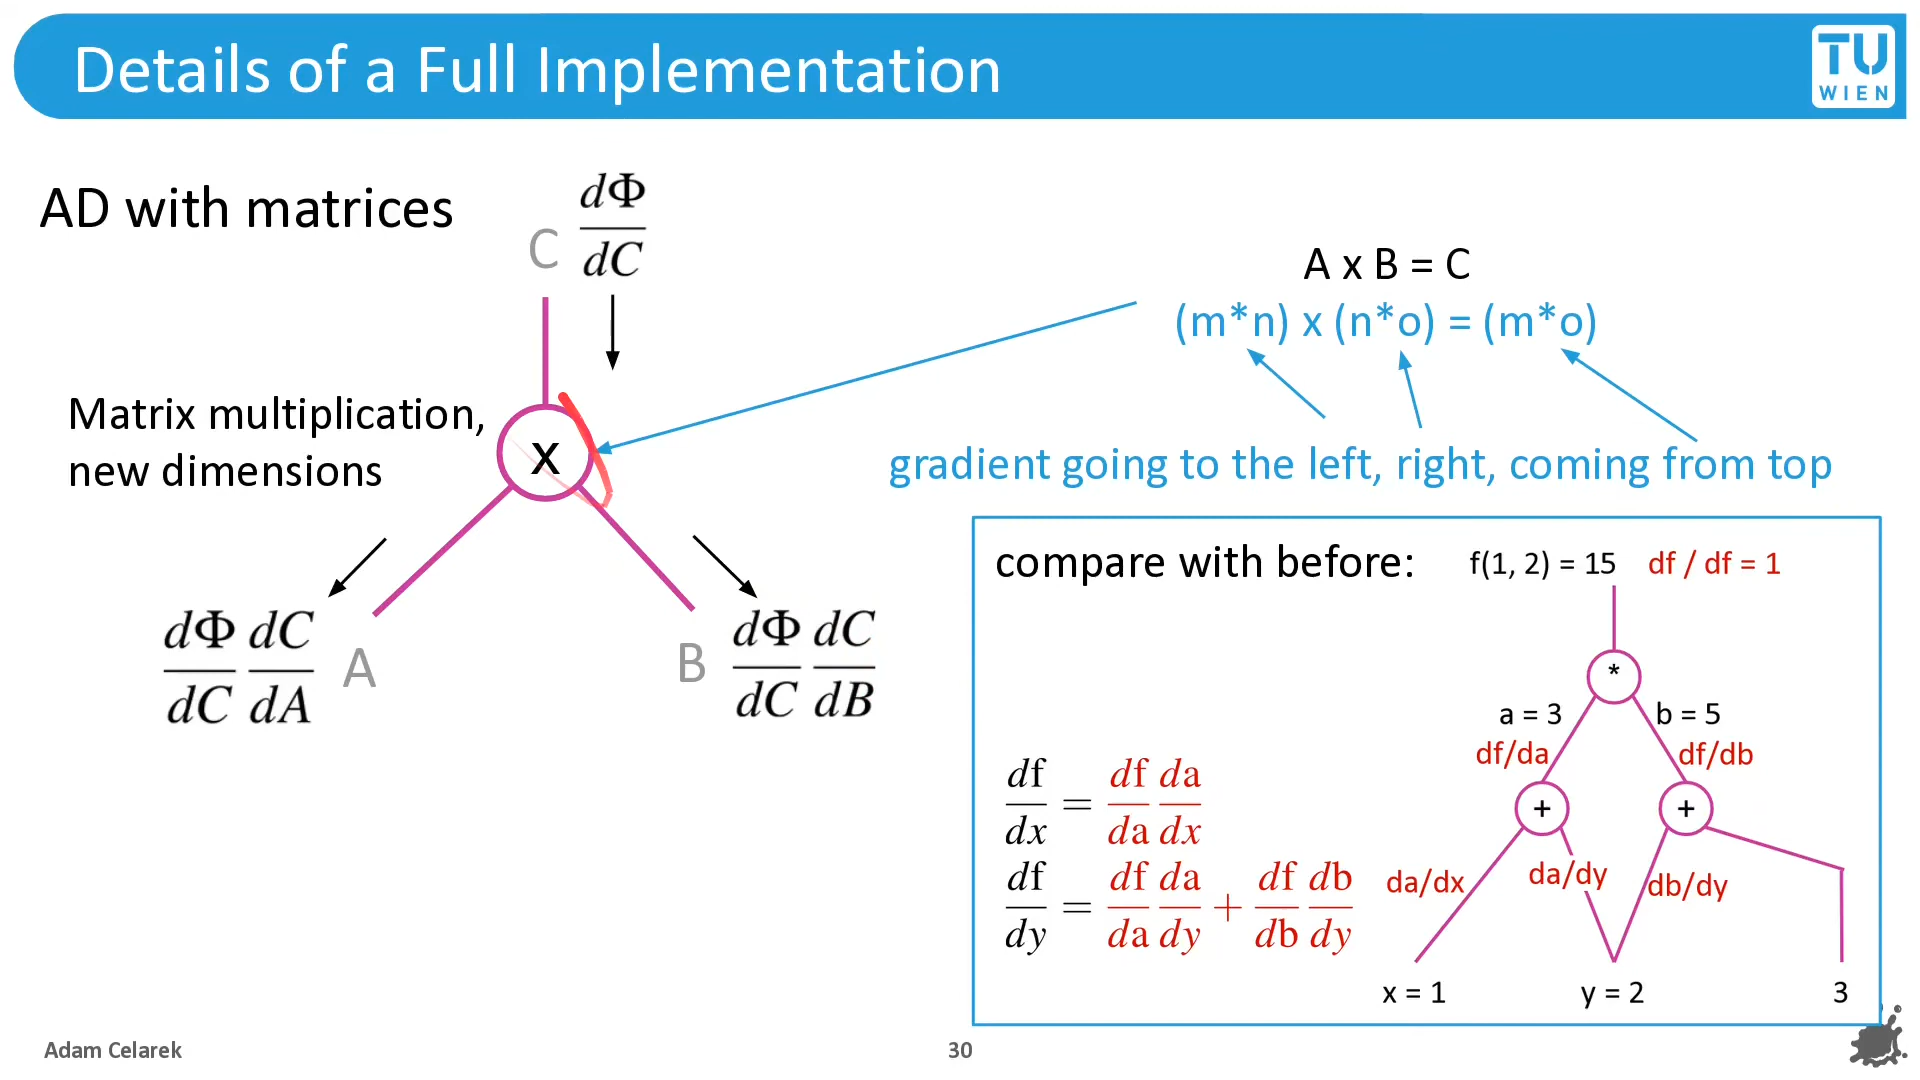 Details of a Full Implementation
TU
WIEN
AD with matrices
C dΦ/dC
A x B = C
(m*n) x (n*o) = (m*o)
Matrix multiplication,
new dimensions
x
gradient going to the left, right, coming from top
dΦ/dC dC/dA A
B dΦ/dC dC/dB
compare with before:
f(1, 2) = 15 df / df = 1
*
a = 3 b = 5
df/da df/db
+ +
df/dx = df/da da/dx
df/dy = df/da da/dy + df/db db/dy
da/dx da/dy db/dy
x = 1 y = 2 3
Adam Celarek
30